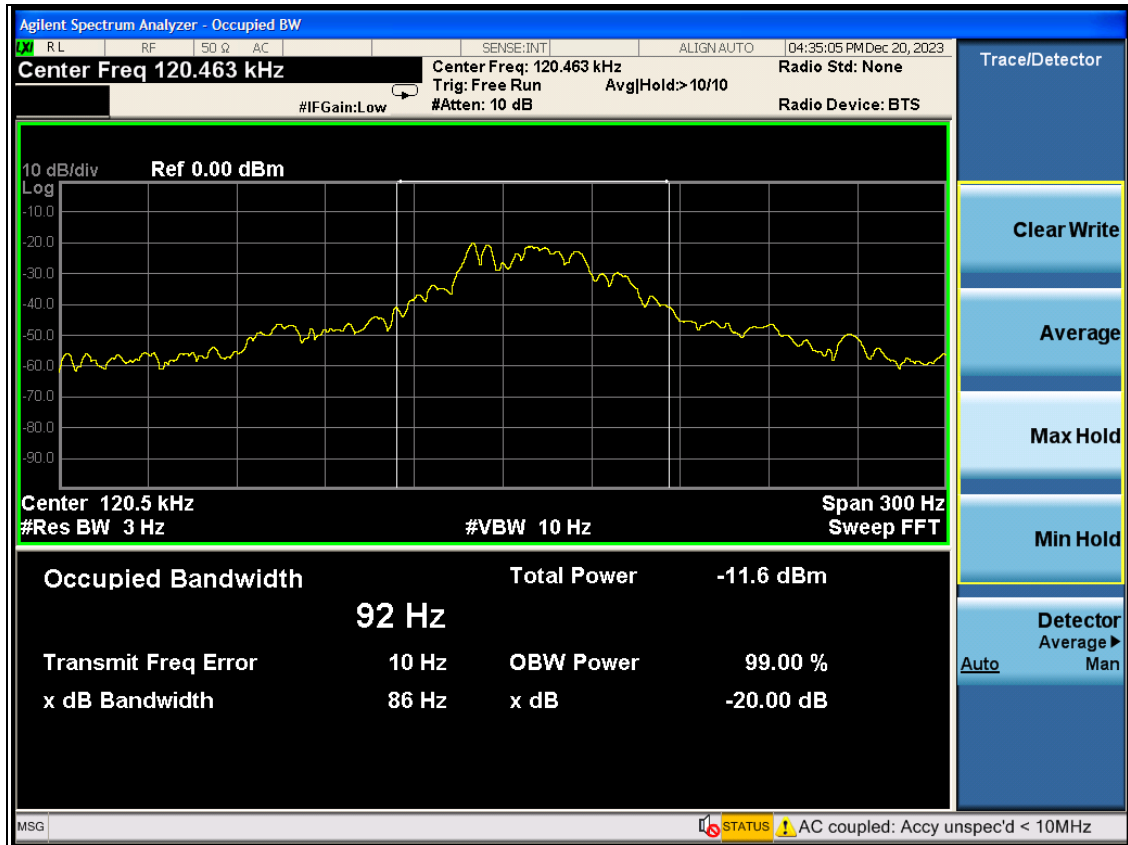 Agilent Spectrum Analyzer - Occupied BW
LXI RL RF 50 Ω AC SENSE:INT ALIGN AUTO 04:35:05 PM Dec 20, 2023
Center Freq 120.463 kHz
Center Freq: 120.463 kHz Radio Std: None
Trig: Free Run Avg|Hold:>10/10
#IFGain:Low #Atten: 10 dB Radio Device: BTS
10 dB/div Ref 0.00 dBm
Log
-10.0
-20.0
-30.0
-40.0
-50.0
-60.0
-70.0
-80.0
-90.0
Center 120.5 kHz Span 300 Hz
#Res BW 3 Hz #VBW 10 Hz Sweep FFT
Occupied Bandwidth Total Power -11.6 dBm
92 Hz
Transmit Freq Error 10 Hz OBW Power 99.00 %
x dB Bandwidth 86 Hz x dB -20.00 dB
Trace/Detector
Clear Write
Average
Max Hold
Min Hold
Detector
Average▶
Auto Man
MSG STATUS AC coupled: Accy unspec'd < 10MHz